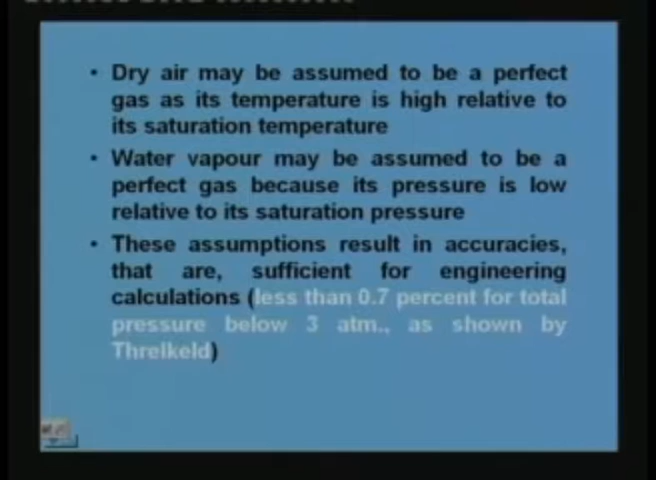 • Dry air may be assumed to be a perfect
gas as its temperature is high relative to
its saturation temperature
• Water vapour may be assumed to be a
perfect gas because its pressure is low
relative to its saturation pressure
• These assumptions result in accuracies,
that are, sufficient for engineering
calculations (less than 0.7 percent for total
pressure below 3 atm., as shown by
Threlkeld)